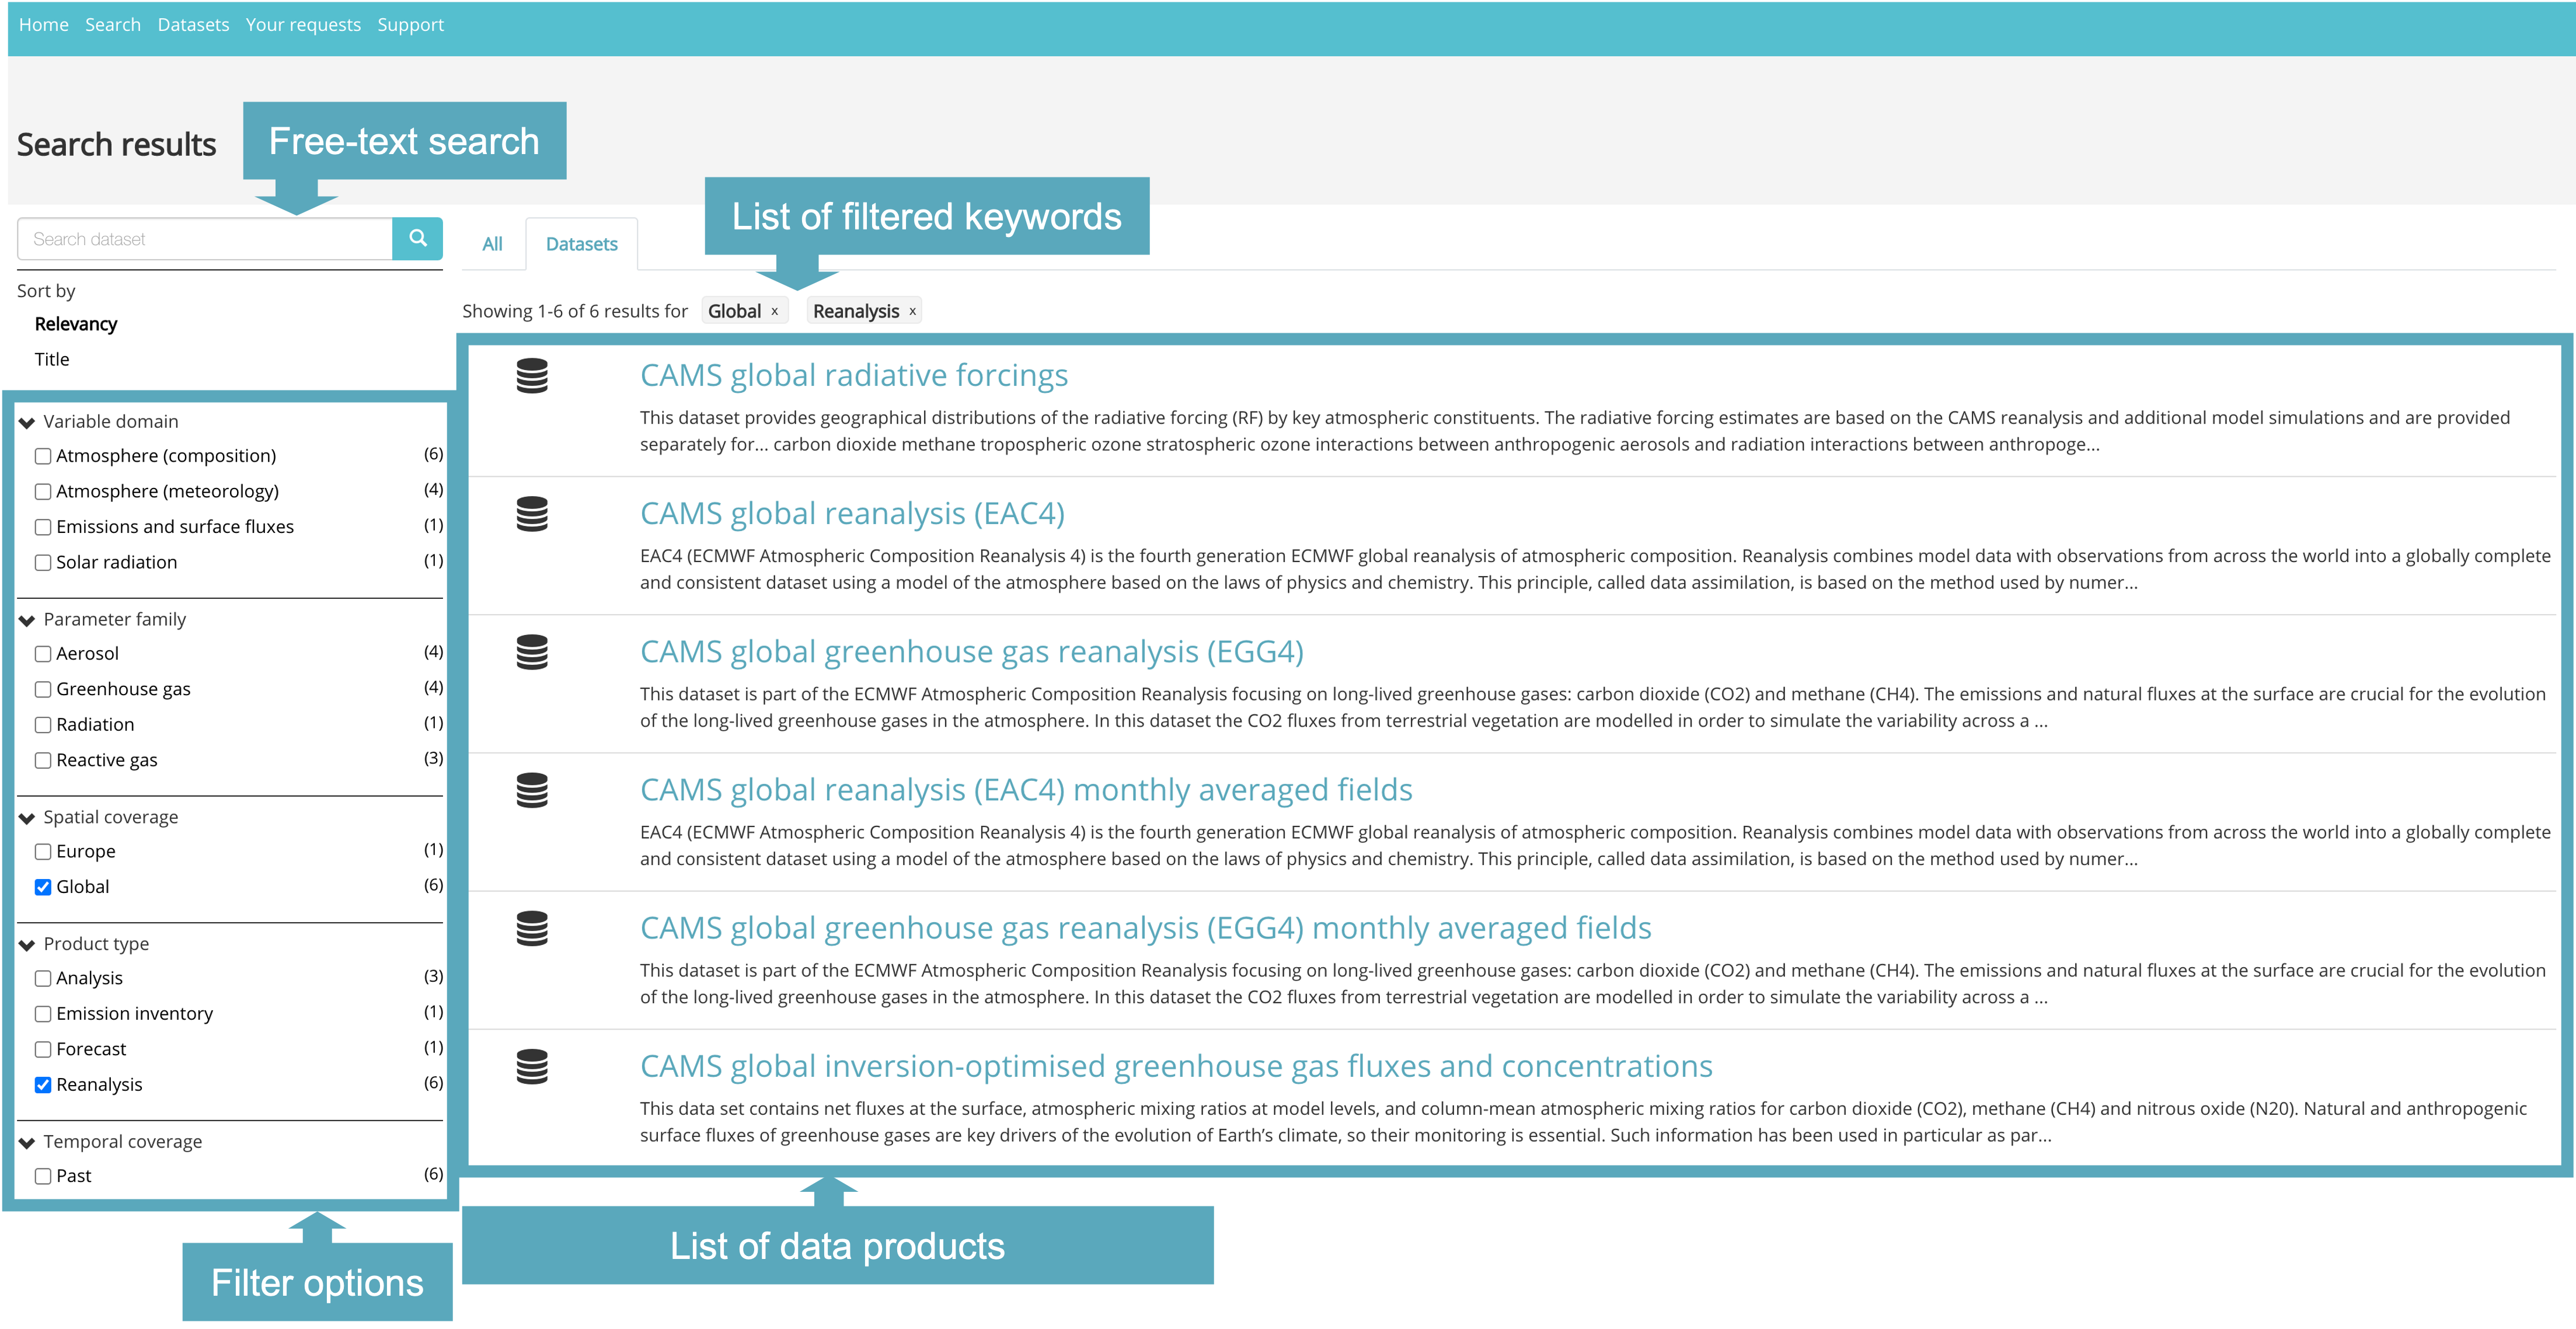 Home Search Datasets Your requests Support
Search results
Free-text search
List of filtered keywords
Search dataset
All Datasets
Sort by
Relevancy
Title
Showing 1-6 of 6 results for Global x Reanalysis x
Variable domain
Atmosphere (composition) (6)
Atmosphere (meteorology) (4)
Emissions and surface fluxes (1)
Solar radiation (1)
Parameter family
Aerosol (4)
Greenhouse gas (4)
Radiation (1)
Reactive gas (3)
Spatial coverage
Europe (1)
Global (6)
Product type
Analysis (3)
Emission inventory (1)
Forecast (1)
Reanalysis (6)
Temporal coverage
Past (6)
Filter options
CAMS global radiative forcings
This dataset provides geographical distributions of the radiative forcing (RF) by key atmospheric constituents. The radiative forcing estimates are based on the CAMS reanalysis and additional model simulations and are provided
separately for... carbon dioxide methane tropospheric ozone stratospheric ozone interactions between anthropogenic aerosols and radiation interactions between anthropoge...
CAMS global reanalysis (EAC4)
EAC4 (ECMWF Atmospheric Composition Reanalysis 4) is the fourth generation ECMWF global reanalysis of atmospheric composition. Reanalysis combines model data with observations from across the world into a globally complete
and consistent dataset using a model of the atmosphere based on the laws of physics and chemistry. This principle, called data assimilation, is based on the method used by numer...
CAMS global greenhouse gas reanalysis (EGG4)
This dataset is part of the ECMWF Atmospheric Composition Reanalysis focusing on long-lived greenhouse gases: carbon dioxide (CO2) and methane (CH4). The emissions and natural fluxes at the surface are crucial for the evolution
of the long-lived greenhouse gases in the atmosphere. In this dataset the CO2 fluxes from terrestrial vegetation are modelled in order to simulate the variability across a ...
CAMS global reanalysis (EAC4) monthly averaged fields
EAC4 (ECMWF Atmospheric Composition Reanalysis 4) is the fourth generation ECMWF global reanalysis of atmospheric composition. Reanalysis combines model data with observations from across the world into a globally complete
and consistent dataset using a model of the atmosphere based on the laws of physics and chemistry. This principle, called data assimilation, is based on the method used by numer...
CAMS global greenhouse gas reanalysis (EGG4) monthly averaged fields
This dataset is part of the ECMWF Atmospheric Composition Reanalysis focusing on long-lived greenhouse gases: carbon dioxide (CO2) and methane (CH4). The emissions and natural fluxes at the surface are crucial for the evolution
of the long-lived greenhouse gases in the atmosphere. In this dataset the CO2 fluxes from terrestrial vegetation are modelled in order to simulate the variability across a ...
CAMS global inversion-optimised greenhouse gas fluxes and concentrations
This data set contains net fluxes at the surface, atmospheric mixing ratios at model levels, and column-mean atmospheric mixing ratios for carbon dioxide (CO2), methane (CH4) and nitrous oxide (N20). Natural and anthropogenic
surface fluxes of greenhouse gases are key drivers of the evolution of Earth’s climate, so their monitoring is essential. Such information has been used in particular as par...
List of data products